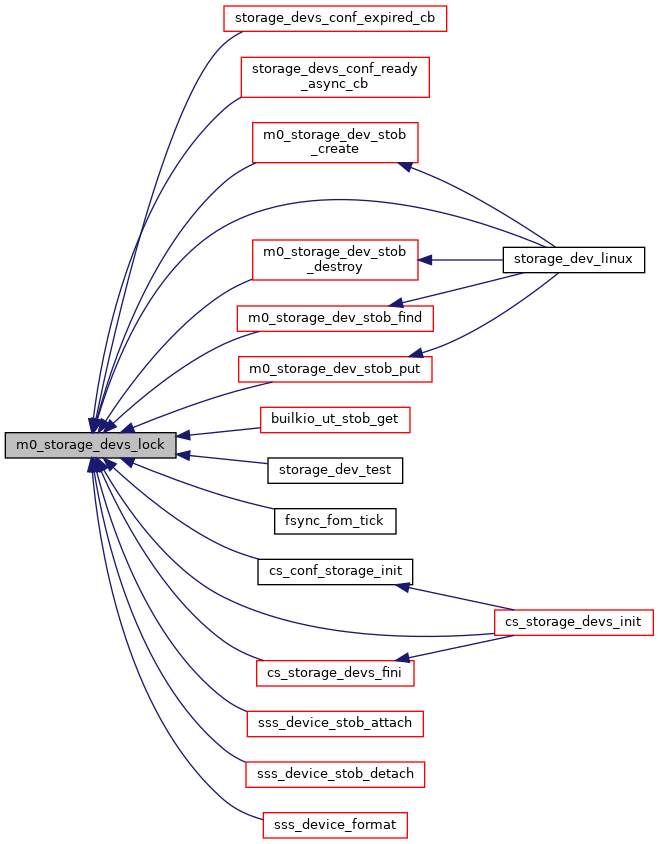 storage_devs_conf_expired_cb
storage_devs_conf_ready
_async_cb
m0_storage_dev_stob
_create
m0_storage_dev_stob
_destroy
storage_dev_linux
m0_storage_dev_stob_find
m0_storage_dev_stob_put
builkio_ut_stob_get
m0_storage_devs_lock
storage_dev_test
fsync_fom_tick
cs_conf_storage_init
cs_storage_devs_init
cs_storage_devs_fini
sss_device_stob_attach
sss_device_stob_detach
sss_device_format